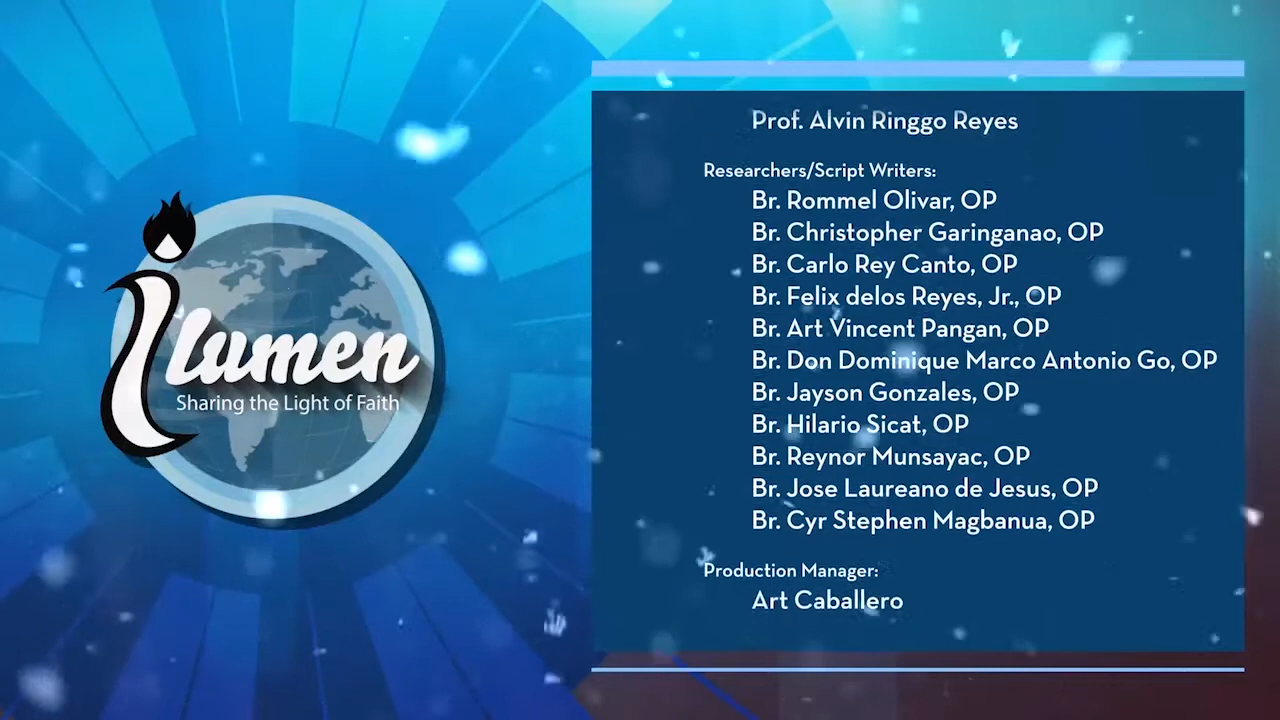 iLumen
Sharing the Light of Faith
Prof. Alvin Ringgo Reyes
Researchers/Script Writers:
Br. Rommel Olivar, OP
Br. Christopher Garinganao, OP
Br. Carlo Rey Canto, OP
Br. Felix delos Reyes, Jr., OP
Br. Art Vincent Pangan, OP
Br. Don Dominique Marco Antonio Go, OP
Br. Jayson Gonzales, OP
Br. Hilario Sicat, OP
Br. Reynor Munsayac, OP
Br. Jose Laureano de Jesus, OP
Br. Cyr Stephen Magbanua, OP
Production Manager:
Art Caballero